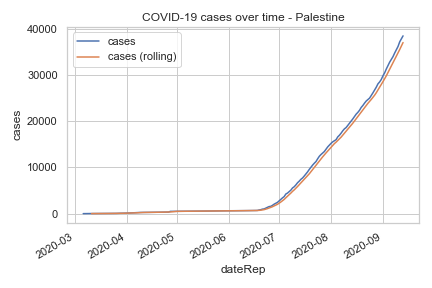 COVID-19 cases over time - Palestine
cases
cases (rolling)
40000
30000
20000
10000
0
cases
2020-03
2020-04
2020-05
2020-06
2020-07
2020-08
2020-09
dateRep